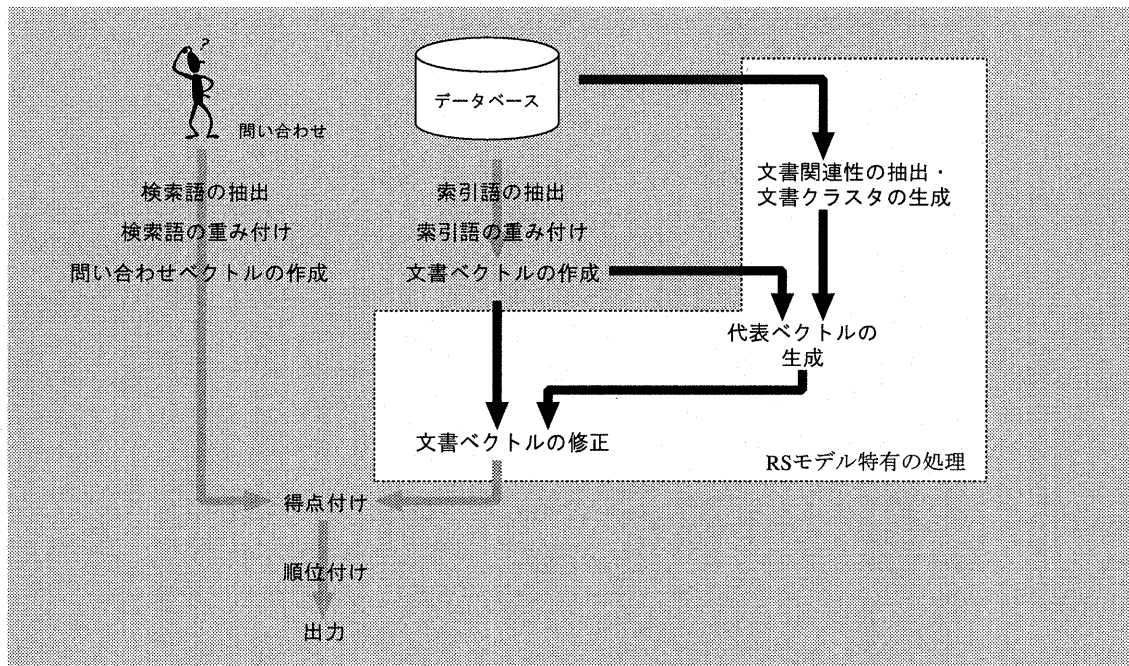 ?
データベース
問い合わせ
検索語の抽出
検索語の重み付け
問い合わせベクトルの作成
索引語の抽出
索引語の重み付け
文書ベクトルの作成
文書関連性の抽出・
文書クラスタの生成
代表ベクトルの
生成
文書ベクトルの修正
RSモデル特有の処理
得点付け
順位付け
出力